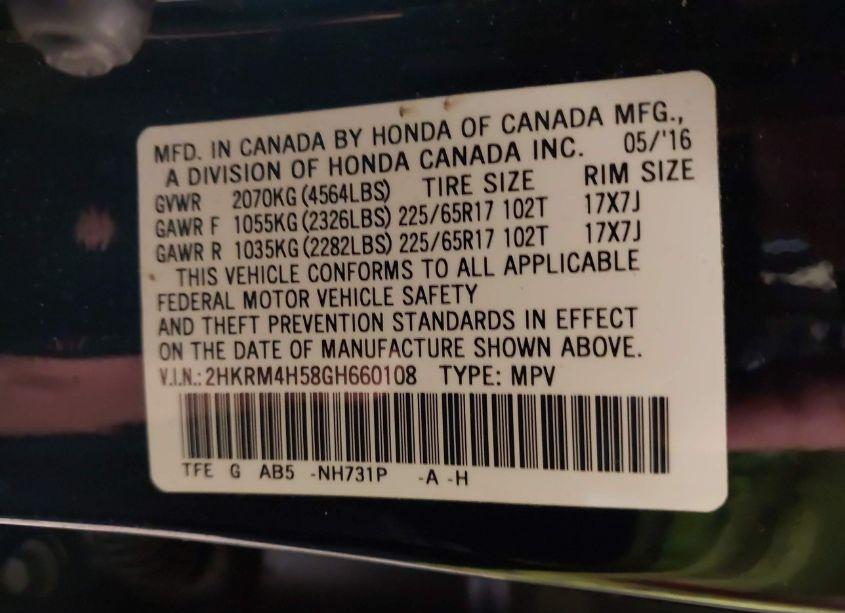 MFD. IN CANADA BY HONDA OF CANADA MFG.,
A DIVISION OF HONDA CANADA INC. 05/'16
GVWR 2070KG (4564LBS) TIRE SIZE RIM SIZE
GAWR F 1055KG (2326LBS) 225/65R17 102T 17X7J
GAWR R 1035KG (2282LBS) 225/65R17 102T 17X7J
THIS VEHICLE CONFORMS TO ALL APPLICABLE
FEDERAL MOTOR VEHICLE SAFETY
AND THEFT PREVENTION STANDARDS IN EFFECT
ON THE DATE OF MANUFACTURE SHOWN ABOVE.
V.I.N.: 2HKRM4H58GH660108 TYPE: MPV
TFE G AB5 -NH731P -A -H